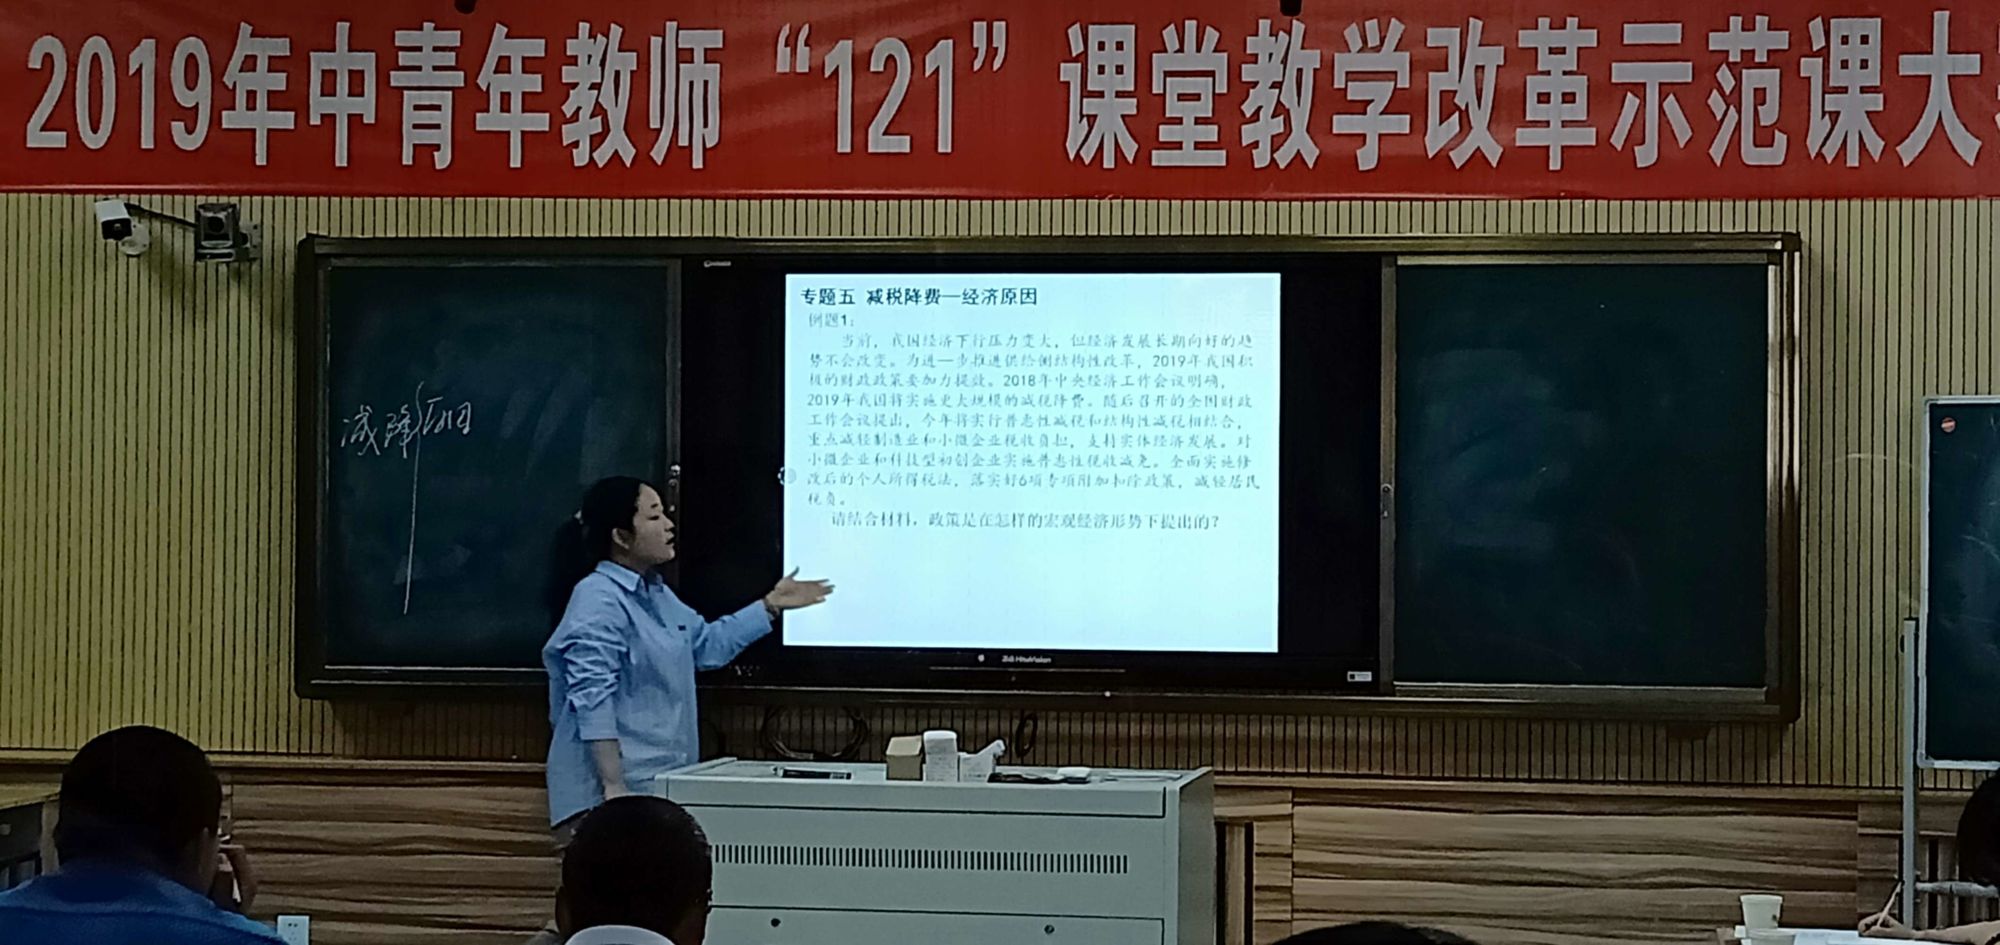 2019年中青年教师“121”课堂教学改革示范课大
专题五 减税降费—经济原因
例题1：
当前，我国经济下行压力变大，但经济发展长期向好的趋
势不会改变。为进一步推进供给侧结构性改革，2019年我国积
极的财政政策要加力提效。2018年中央经济工作会议明确，
2019年我国将实施更大规模的减税降费。随后召开的全国财政
工作会议提出，今年将实行普惠性减税和结构性减税相结合，
重点减轻制造业和小微企业税收负担，支持实体经济发展。对
小微企业和科技型初创企业实施普惠性税收减免。全面实施修
改后的个人所得税法，落实好6项专项附加扣除政策，减轻居民
税负。
请结合材料，政策是在怎样的宏观经济形势下提出的？
减 降 原因
HiteVision